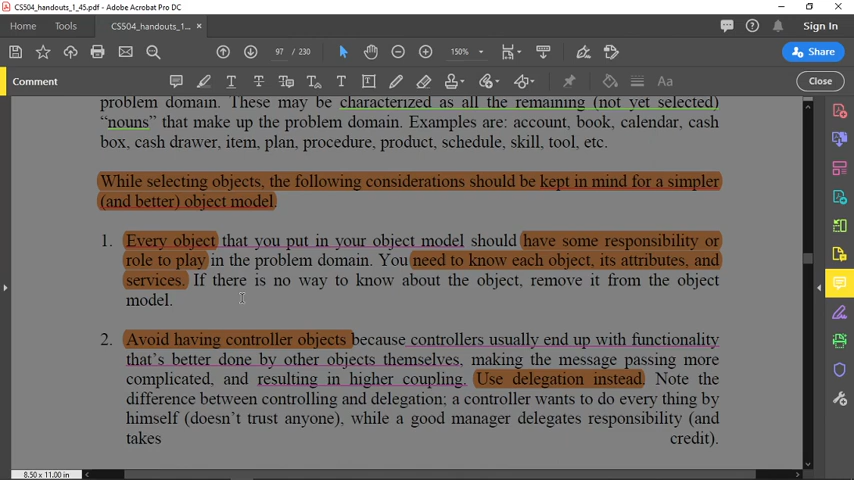 CS504_handouts_1_45.pdf - Adobe Acrobat Pro DC
Home Tools CS504_handouts_1... × Sign In
97 / 230 150% Share
Comment Aa Close
problem domain. These may be characterized as all the remaining (not yet selected)
“nouns” that make up the problem domain. Examples are: account, book, calendar, cash
box, cash drawer, item, plan, procedure, product, schedule, skill, tool, etc.
While selecting objects, the following considerations should be kept in mind for a simpler
(and better) object model.
1. Every object that you put in your object model should have some responsibility or
role to play in the problem domain. You need to know each object, its attributes, and
services. If there is no way to know about the object, remove it from the object
model.
2. Avoid having controller objects because controllers usually end up with functionality
that’s better done by other objects themselves, making the message passing more
complicated, and resulting in higher coupling. Use delegation instead. Note the
difference between controlling and delegation; a controller wants to do every thing by
himself (doesn’t trust anyone), while a good manager delegates responsibility (and
takes credit).
8.50 x 11.00 in